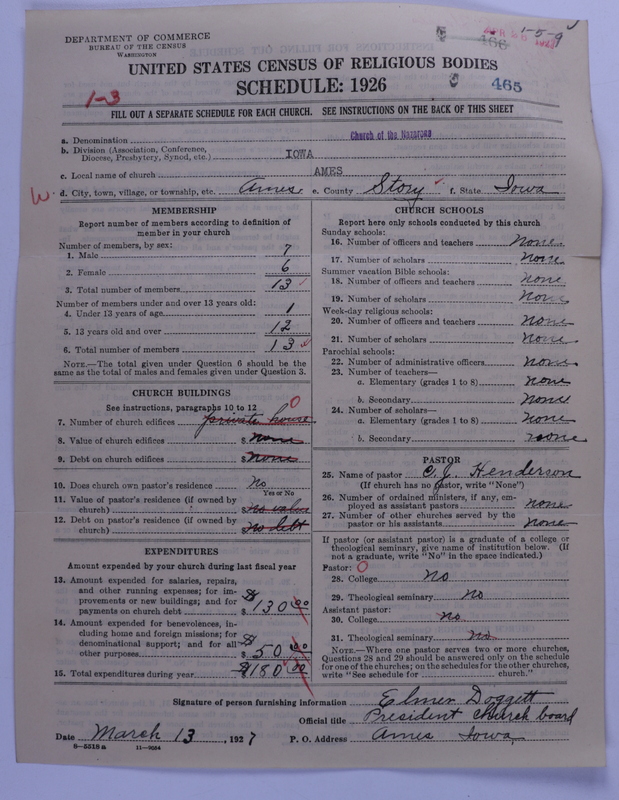 DEPARTMENT OF COMMERCE
BUREAU OF THE CENSUS
WASHINGTON
1-5-9
466
465
UNITED STATES CENSUS OF RELIGIOUS BODIES
SCHEDULE: 1926
1-3
FILL OUT A SEPARATE SCHEDULE FOR EACH CHURCH. SEE INSTRUCTIONS ON THE BACK OF THIS SHEET
a. Denomination Church of the Nazarene
b. Division (Association, Conference,
Diocese, Presbytery, Synod, etc.) IOWA
c. Local name of church AMES
W. d. City, town, village, or township, etc. Ames e. County Story f. State Iowa
MEMBERSHIP
Report number of members according to definition of
member in your church
Number of members, by sex:
1. Male 7
2. Female 6
3. Total number of members 13
Number of members under and over 13 years old:
4. Under 13 years of age 1
5. 13 years old and over 12
6. Total number of members 13
NOTE.—The total given under Question 6 should be the
same as the total of males and females given under Question 3.
CHURCH BUILDINGS
See instructions, paragraphs 10 to 12
7. Number of church edifices private house 0
8. Value of church edifices $ none
9. Debt on church edifices $ none
10. Does church own pastor's residence No
Yes or No
11. Value of pastor's residence (if owned by
church) $ no value
12. Debt on pastor's residence (if owned by
church) $ no debt
EXPENDITURES
Amount expended by your church during last fiscal year
13. Amount expended for salaries, repairs,
and other running expenses; for im-
provements or new buildings; and for
payments on church debt $ 130 00
14. Amount expended for benevolences, in-
cluding home and foreign missions; for
denominational support; and for all
other purposes $ 50 00
15. Total expenditures during year $180 00
CHURCH SCHOOLS
Report here only schools conducted by this church
Sunday schools:
16. Number of officers and teachers None
17. Number of scholars none
Summer vacation Bible schools:
18. Number of officers and teachers none
19. Number of scholars none
Week-day religious schools:
20. Number of officers and teachers none
21. Number of scholars none
Parochial schools:
22. Number of administrative officers none
23. Number of teachers—
a. Elementary (grades 1 to 8) none
b. Secondary none
24. Number of scholars—
a. Elementary (grades 1 to 8) none
b. Secondary none
PASTOR
25. Name of pastor C. J. Henderson
(If church has no pastor, write "None")
26. Number of ordained ministers, if any, em-
ployed as assistant pastors none
27. Number of other churches served by the
pastor or his assistants none
If pastor (or assistant pastor) is a graduate of a college or
theological seminary, give name of institution below. (If
not a graduate, write "No" in the space indicated.)
Pastor: 0
28. College No
29. Theological seminary No
Assistant pastor:
30. College No
31. Theological seminary No
NOTE.—Where one pastor serves two or more churches,
Questions 28 and 29 should be answered only on the schedule
for one of the churches; on the schedules for the other churches,
write "See schedule for church."
Signature of person furnishing information Elmer Doggett
Official title President church board
Date March 13, 1927 P. O. Address Ames Iowa
8-5518 a 11-9024